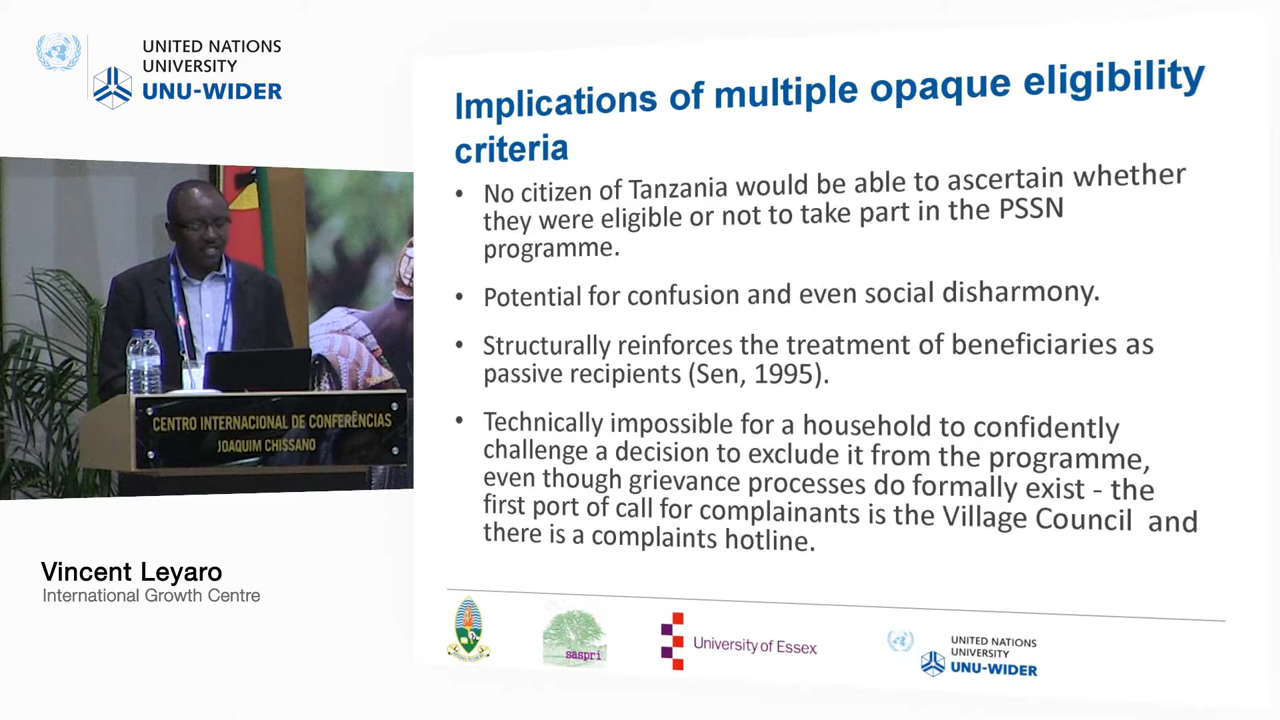 UNITED NATIONS
UNIVERSITY
UNU-WIDER
Implications of multiple opaque eligibility
criteria
• No citizen of Tanzania would be able to ascertain whether
they were eligible or not to take part in the PSSN
programme.
• Potential for confusion and even social disharmony.
• Structurally reinforces the treatment of beneficiaries as
passive recipients (Sen, 1995).
• Technically impossible for a household to confidently
challenge a decision to exclude it from the programme,
even though grievance processes do formally exist - the
first port of call for complainants is the Village Council and
there is a complaints hotline.
CENTRO INTERNACIONAL DE CONFERÊNCIAS
JOAQUIM CHISSANO
Vincent Leyaro
International Growth Centre
saspri
University of Essex
UNITED NATIONS
UNIVERSITY
UNU-WIDER